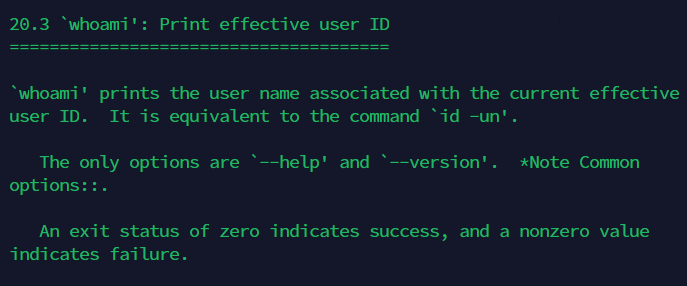 20.3 `whoami': Print effective user ID
======================================
`whoami' prints the user name associated with the current effective
user ID.  It is equivalent to the command `id -un'.
   The only options are `--help' and `--version'.  *Note Common
options::.
   An exit status of zero indicates success, and a nonzero value
indicates failure.